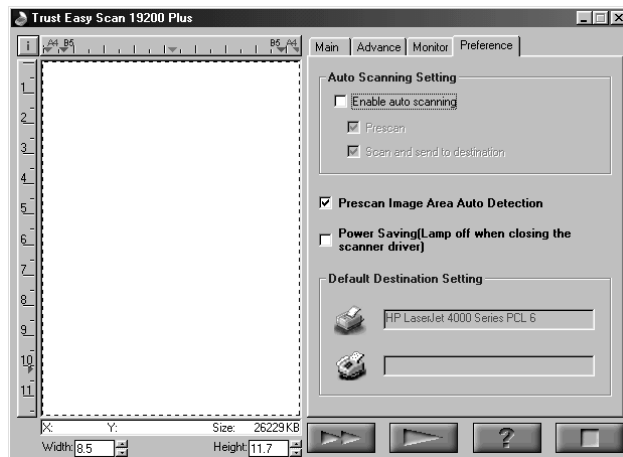 Trust Easy Scan 19200 Plus
i A4 B5 B5 A4
Main Advance Monitor Preference
Auto Scanning Setting
Enable auto scanning
Prescan
Scan and send to destination
Prescan Image Area Auto Detection
Power Saving(Lamp off when closing the
scanner driver)
Default Destination Setting
HP LaserJet 4000 Series PCL 6
1
2
3
4
5
6
7
8
9
10
11
X: Y: Size: 26229KB
Width: 8.5 Height: 11.7
?